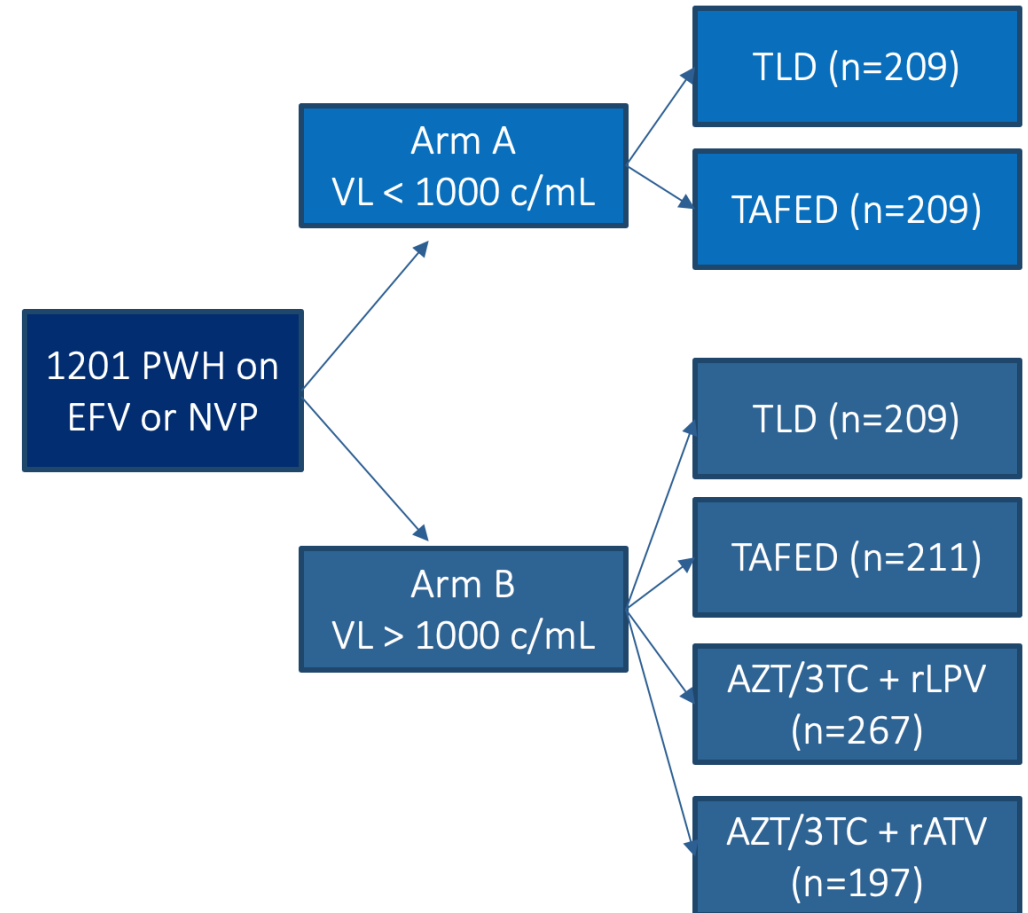 1201 PWH on
EFV or NVP
Arm A
VL < 1000 c/mL
TLD (n=209)
TAFED (n=209)
Arm B
VL > 1000 c/mL
TLD (n=209)
TAFED (n=211)
AZT/3TC + rLPV
(n=267)
AZT/3TC + rATV
(n=197)